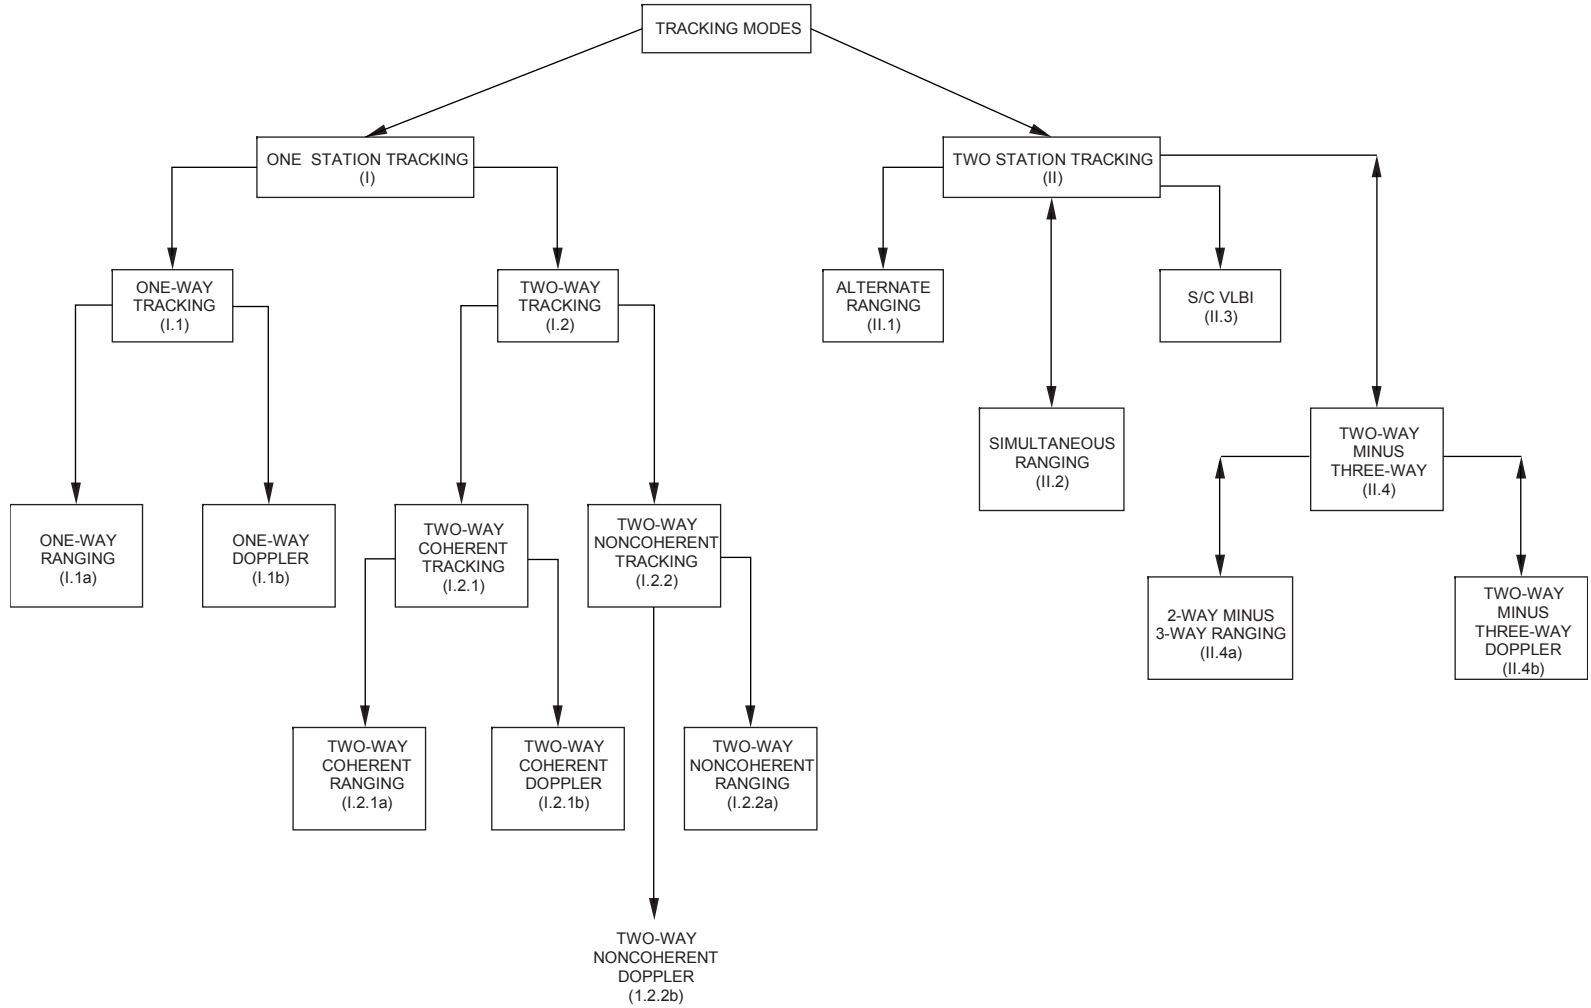 TRACKING MODES
ONE STATION TRACKING
(I)
TWO STATION TRACKING
(II)
ONE-WAY
TRACKING
(I.1)
TWO-WAY
TRACKING
(I.2)
ALTERNATE
RANGING
(II.1)
S/C VLBI
(II.3)
SIMULTANEOUS
RANGING
(II.2)
TWO-WAY
MINUS
THREE-WAY
(II.4)
ONE-WAY
RANGING
(I.1a)
ONE-WAY
DOPPLER
(I.1b)
TWO-WAY
COHERENT
TRACKING
(I.2.1)
TWO-WAY
NONCOHERENT
TRACKING
(I.2.2)
2-WAY MINUS
3-WAY RANGING
(II.4a)
TWO-WAY
MINUS
THREE-WAY
DOPPLER
(II.4b)
TWO-WAY
COHERENT
RANGING
(I.2.1a)
TWO-WAY
COHERENT
DOPPLER
(I.2.1b)
TWO-WAY
NONCOHERENT
RANGING
(I.2.2a)
TWO-WAY
NONCOHERENT
DOPPLER
(1.2.2b)